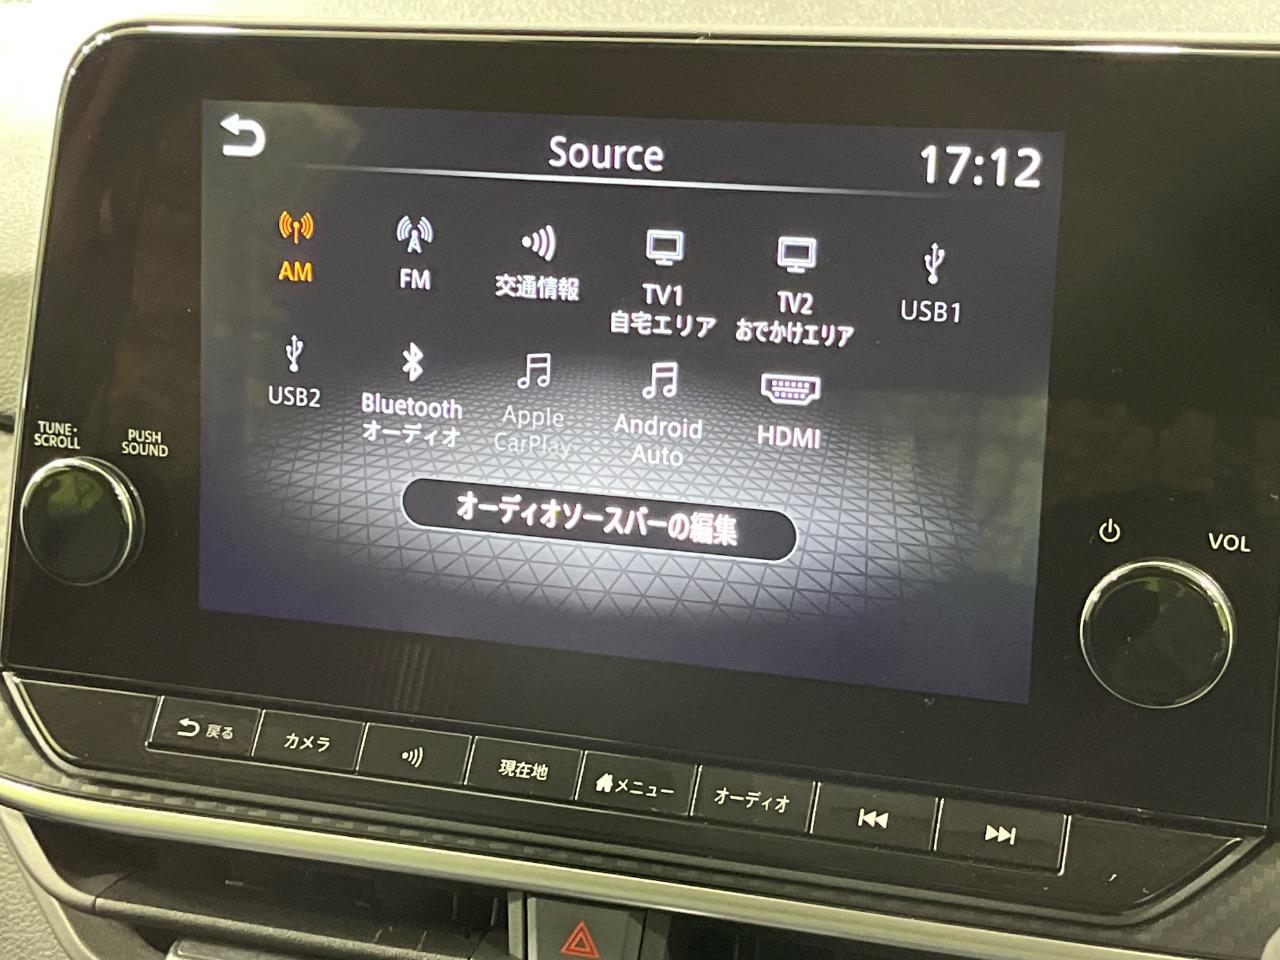 Source
17:12
AM
FM
交通情報
TV1
自宅エリア
TV2
おでかけエリア
USB1
USB2
Bluetooth
オーディオ
Apple
CarPlay
Android
Auto
HDMI
オーディオソースバーの編集
TUNE・
SCROLL
PUSH
SOUND
VOL
戻る
カメラ
現在地
メニュー
オーディオ